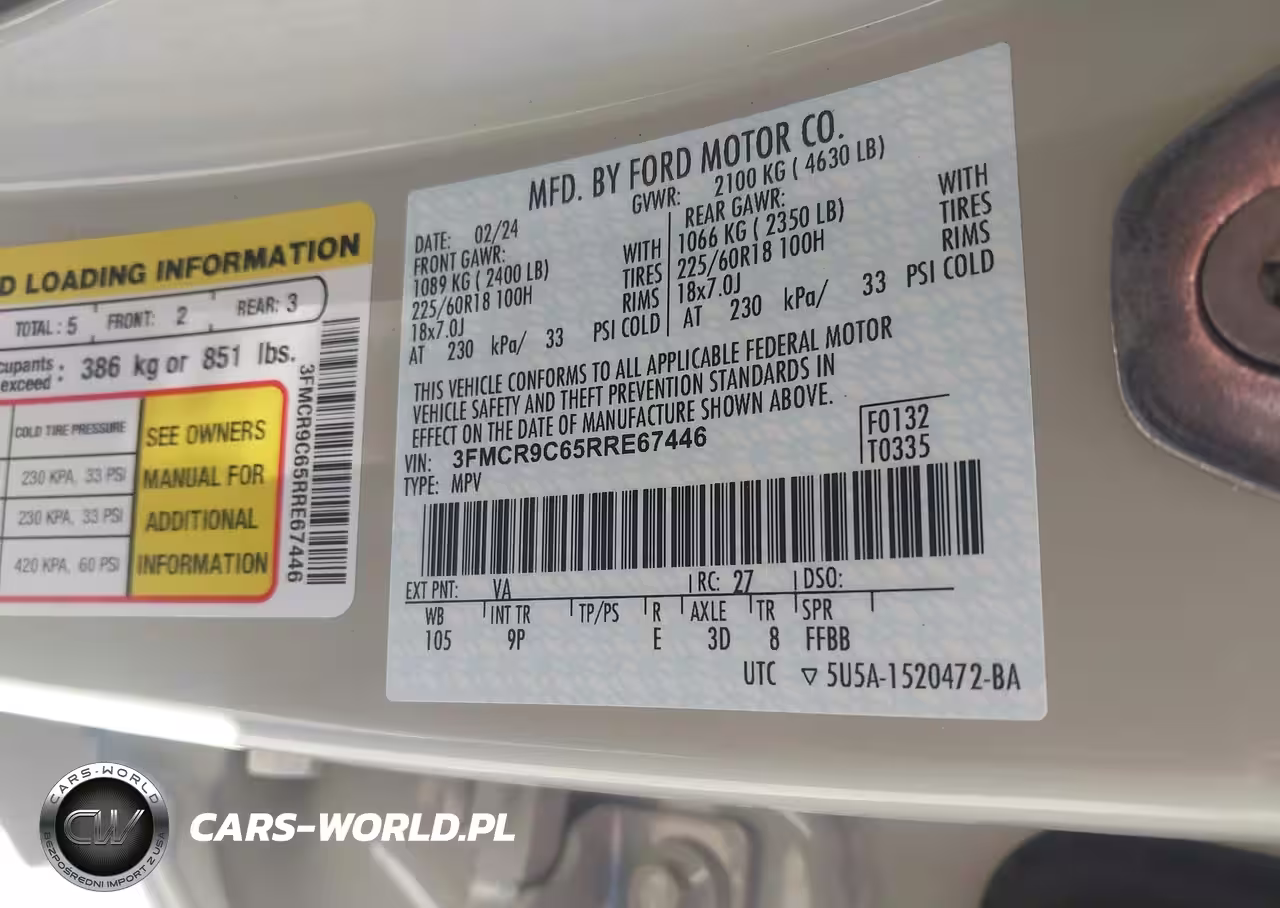 D LOADING INFORMATION
TOTAL: 5 FRONT: 2 REAR: 3
cupants : 386 kg or 851 lbs.
exceed
COLD TIRE PRESSURE
230 KPA, 33 PSI
230 KPA, 33 PSI
420 KPA, 60 PSI
SEE OWNERS
MANUAL FOR
ADDITIONAL
INFORMATION
3FMCR9C65RRE67446
MFD. BY FORD MOTOR CO.
DATE: 02/24 GVWR: 2100 KG ( 4630 LB)
FRONT GAWR:
1089 KG ( 2400 LB) WITH
225/60R18 100H TIRES
18x7.0J RIMS
AT 230 kPa/ 33 PSI COLD
REAR GAWR:
1066 KG ( 2350 LB) WITH
225/60R18 100H TIRES
18x7.0J RIMS
AT 230 kPa/ 33 PSI COLD
THIS VEHICLE CONFORMS TO ALL APPLICABLE FEDERAL MOTOR
VEHICLE SAFETY AND THEFT PREVENTION STANDARDS IN
EFFECT ON THE DATE OF MANUFACTURE SHOWN ABOVE.
VIN: 3FMCR9C65RRE67446
TYPE: MPV
F0132
T0335
EXT PNT: VA RC: 27 DSO:
WB INT TR TP/PS R AXLE TR SPR
105 9P E 3D 8 FFBB
UTC ▽ 5U5A-1520472-BA
CARS-WORLD
CW
BEZPOŚREDNI IMPORT Z USA
CARS-WORLD.PL